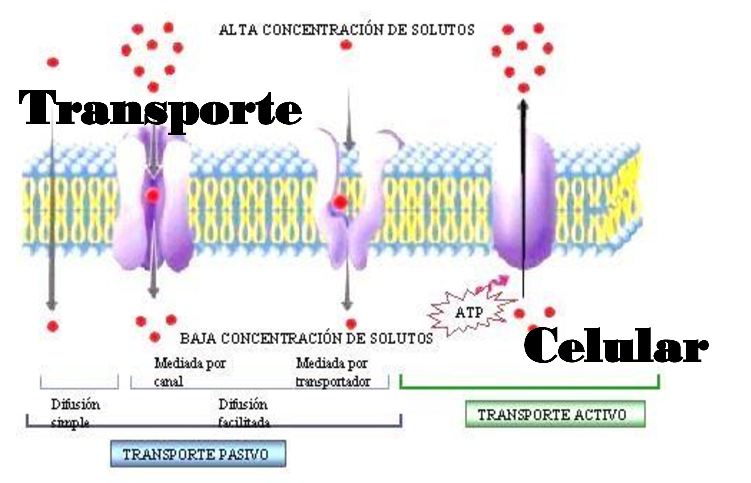 ALTA CONCENTRACIÓN DE SOLUTOS
Transporte
ATP
BAJA CONCENTRACIÓN DE SOLUTOS
Celular
Mediada por
canal
Mediada por
transportador
Difusión
simple
Difusión
facilitada
TRANSPORTE ACTIVO
TRANSPORTE PASIVO